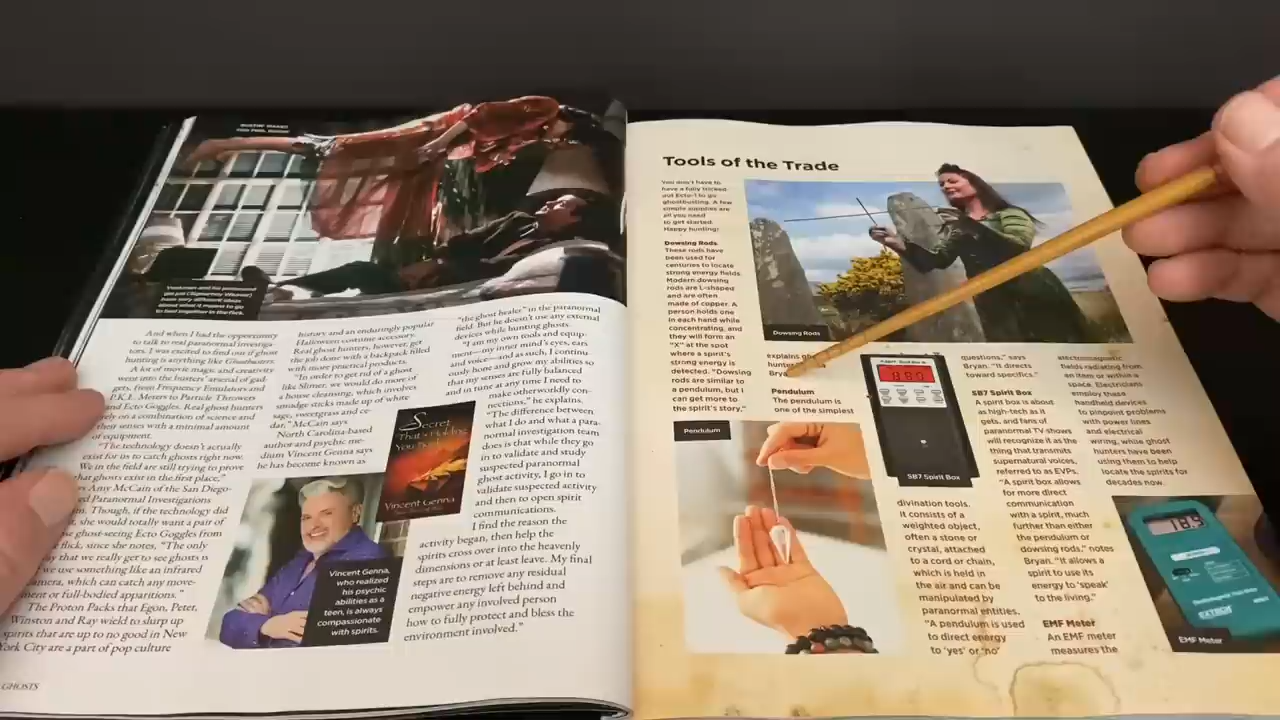 Venkman and his possessed
gal pal (Sigourney Weaver)
have very different ideas
about what it means to go
to feel together in the flick.
And when I had the opportunity
to talk to real paranormal investiga-
tors, I was excited to find out if ghost
hunting is anything like Ghostbusters.
A lot of movie magic and creativity
went into the hunters' arsenal of gad-
gets, from Frequency Emulators and
P.K.E. Meters to Particle Throwers
and Ecto Goggles. Real ghost hunters
rely on a combination of science and
their senses with a minimal amount
of equipment.
"The technology doesn't actually
exist for us to catch ghosts right now.
We in the field are still trying to prove
that ghosts exist in the first place,"
Amy McCain of the San Diego-
Paranormal Investigations
Though, if the technology did
she would totally want a pair of
ghost-seeing Ecto Goggles from
flick, since she notes, "The only
that we really get to see ghosts is
we use something like an infrared
which can catch any move-
ment or full-bodied apparitions."
The Proton Packs that Egon, Peter,
Winston and Ray wield to slurp up
spirits that are up to no good in New
York City are a part of pop culture
history and an enduringly popular
Halloween costume accessory.
Real ghost hunters, however, get
the job done with a backpack filled
with more practical products.
"In order to get rid of a ghost
like Slimer, we would do more of
a house cleansing, which involves
smudge sticks made up of white
sage, sweetgrass and ce-
dar," McCain says.
North Carolina-based
author and psychic me-
dium Vincent Genna says
he has become known as
Secret
Vincent Genna
Vincent Genna,
who realized
his psychic
abilities as a
teen, is always
compassionate
with spirits.
"the ghost healer" in the paranormal
field. But he doesn't use any external
devices while hunting ghosts.
"I am my own tools and equip-
ment—my inner mind's eyes, ears
and voice—and as such, I continu-
ously hone and grow my abilities so
that my senses are fully balanced
and in tune at any time I need to
make otherworldly con-
nections," he explains.
"The difference between
what I do and what a para-
normal investigation team
does is that while they go
in to validate and study
suspected paranormal
ghost activity, I go in to
validate suspected activity
and then to open spirit
communications.
I find the reason the
activity began, then help the
spirits cross over into the heavenly
dimensions or at least leave. My final
steps are to remove any residual
negative energy left behind and
empower any involved person
how to fully protect and bless the
environment involved."
GHOSTS
Tools of the Trade
You don't have to
have a fully tricked-
out Ecto-1 to go
ghostbusting. A few
simple supplies are
all you need
to get started.
Happy hunting!
Dowsing Rods
These rods have
been used for
centuries to locate
strong energy fields.
Modern dowsing
rods are L-shaped
and are often
made of copper. A
person holds one
in each hand while
concentrating, and
they will form an
"X" at the spot
where a spirit's
strong energy is
detected. "Dowsing
rods are similar to
a pendulum, but I
can get more to
the spirit's story,"
Dowsing Rods
explains
Pendulum
The pendulum is
one of the simplest
Pendulum
SB7 Spirit Box
divination tools.
It consists of a
weighted object,
often a stone or
crystal, attached
to a cord or chain,
which is held in
the air and can be
manipulated by
paranormal entities.
"A pendulum is used
to direct energy
to 'yes' or 'no'
questions," says
Bryan. "It directs
toward specifics."
SB7 Spirit Box
A spirit box is about
as high-tech as it
gets, and fans of
paranormal TV shows
will recognize it as the
thing that transmits
supernatural voices,
referred to as EVPs.
"A spirit box allows
for more direct
communication
with a spirit, much
further than either
the pendulum or
dowsing rods," notes
Bryan. "It allows a
spirit to use its
energy to 'speak'
to the living."
EMF Meter
An EMF meter
measures the
electromagnetic
fields radiating from
an item or within a
space. Electricians
employ these
handheld devices
to pinpoint problems
with power lines
and electrical
wiring, while ghost
hunters have been
using them to help
locate the spirits for
decades now.
EMF Meter